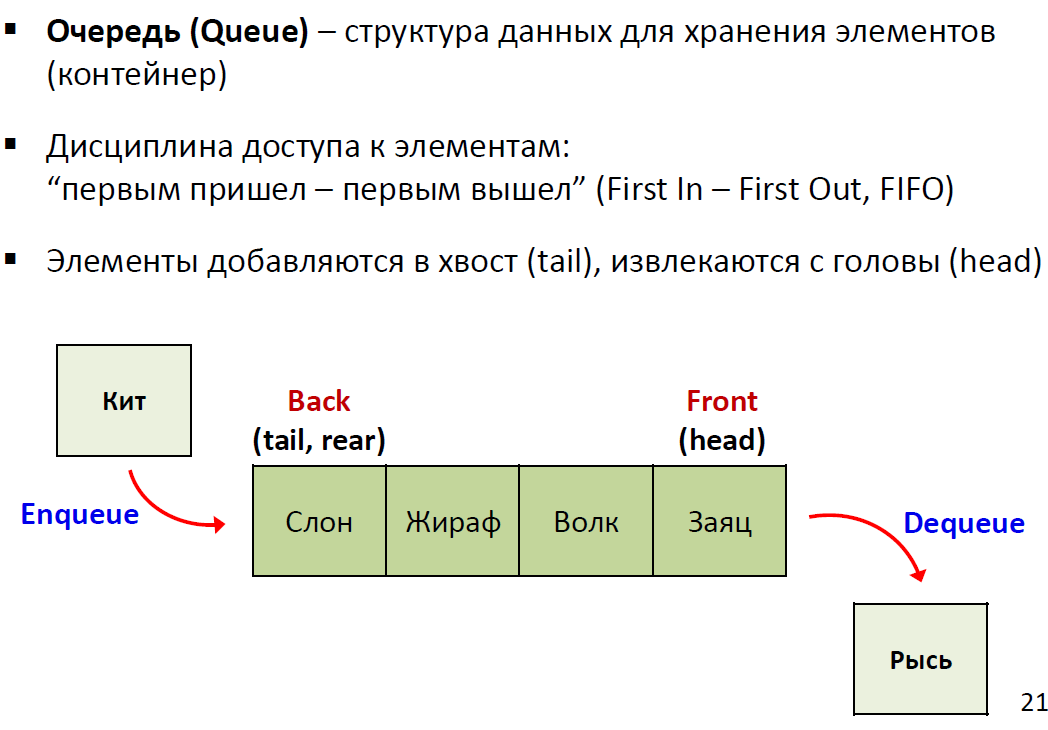 ▪ Очередь (Queue) – структура данных для хранения элементов
(контейнер)
▪ Дисциплина доступа к элементам:
“первым пришел – первым вышел” (First In – First Out, FIFO)
▪ Элементы добавляются в хвост (tail), извлекаются с головы (head)
Кит
Back
(tail, rear)
Front
(head)
Enqueue
Слон Жираф Волк Заяц
Dequeue
Рысь
21